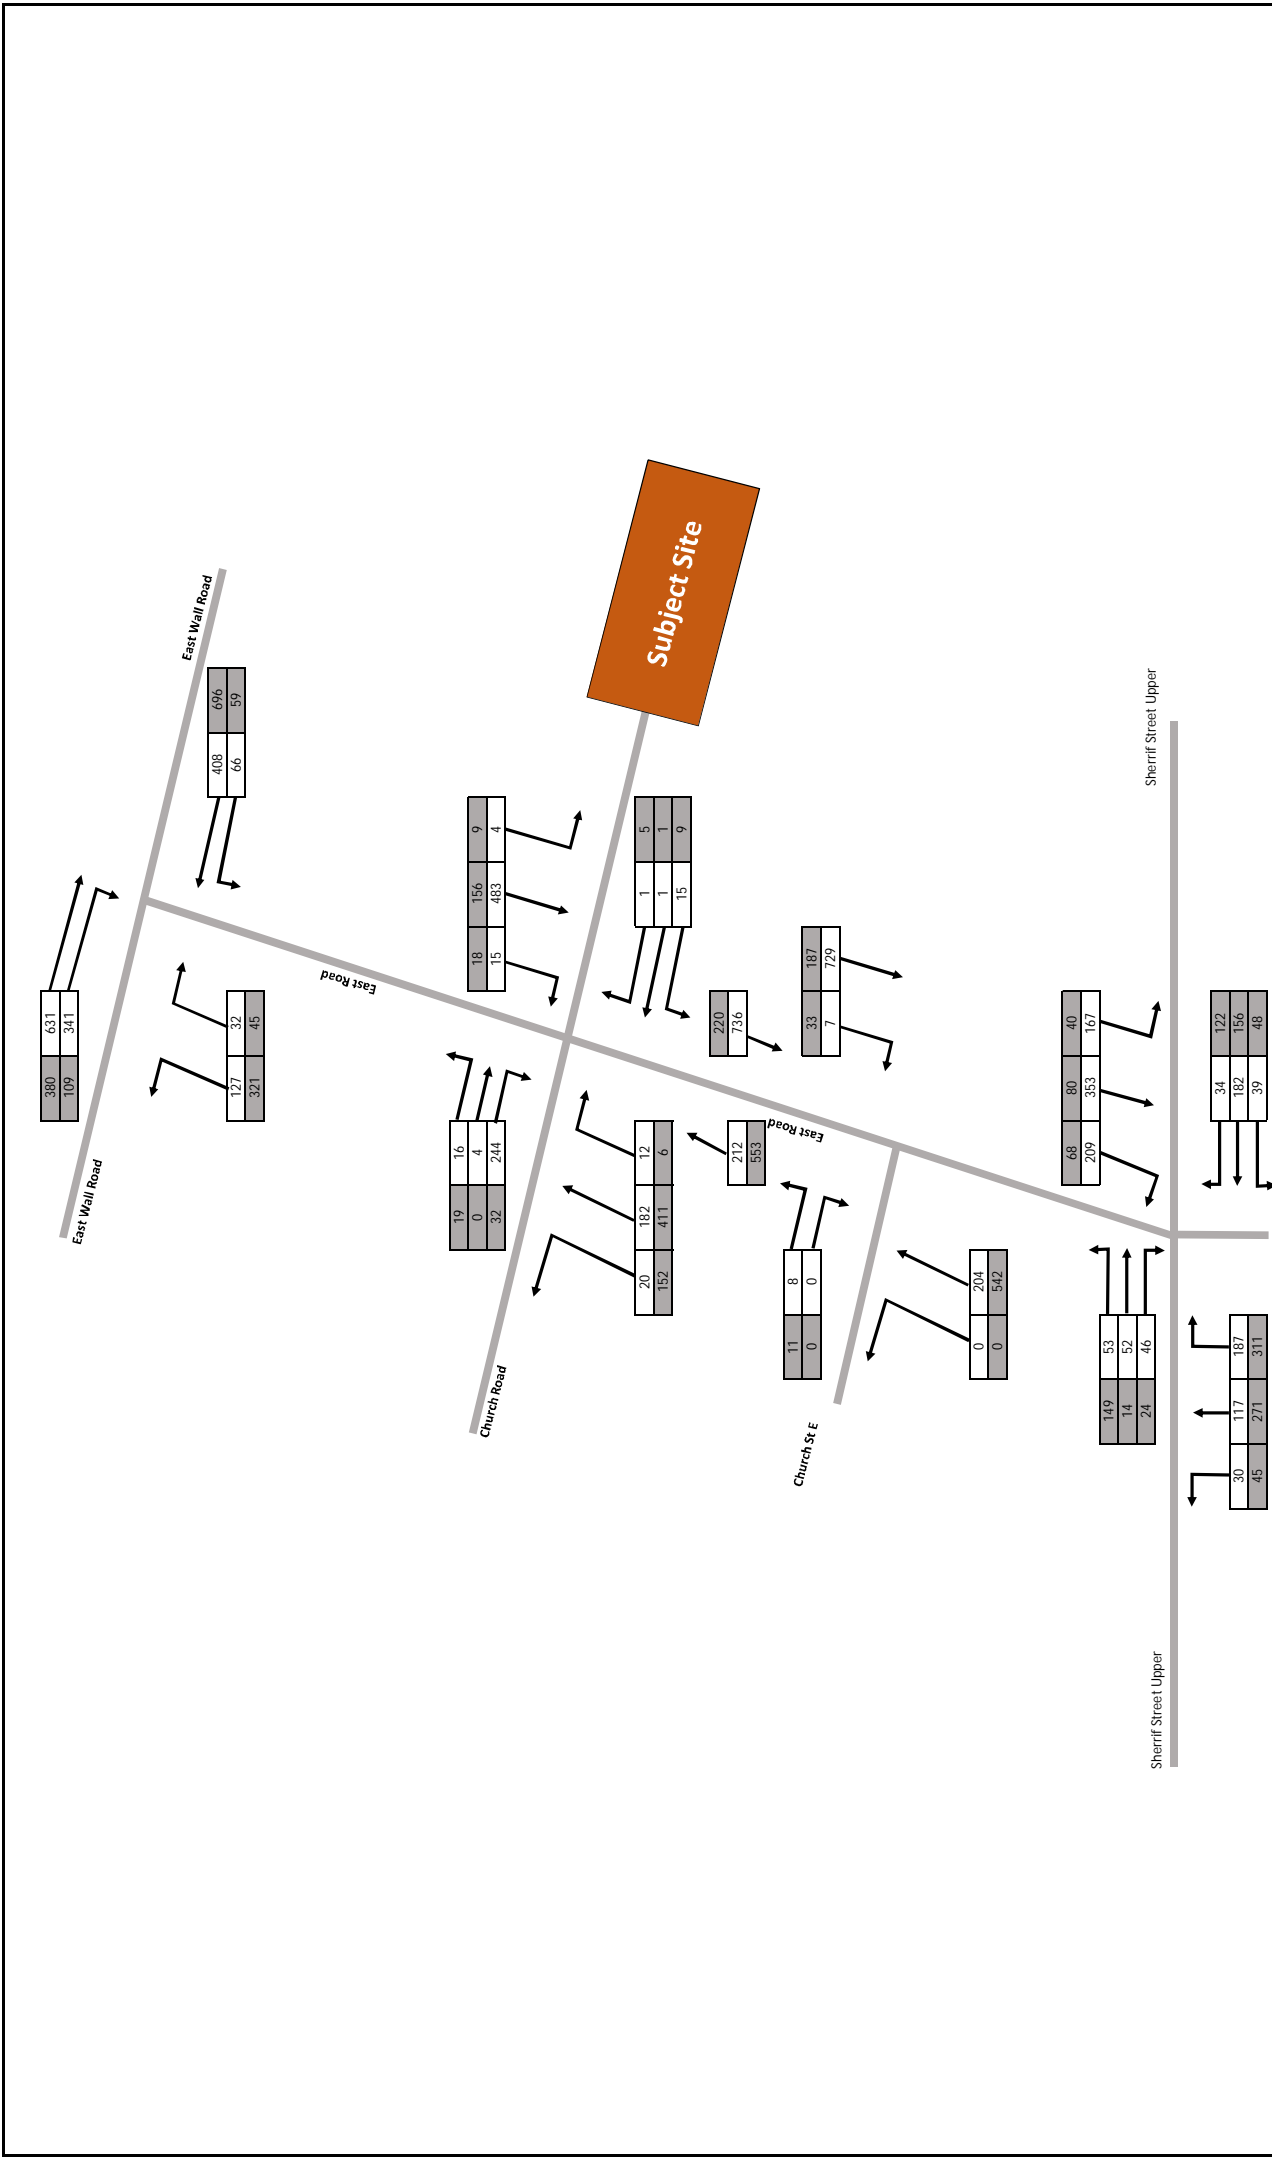 East Wall Road
East Wall Road
631 341
380 109
408 66
696 59
32 45
127 321
East Road
9 4
156 483
18 15
Subject Site
5 1 9
1 1 15
16 4 244
19 0 32
12 6
182 411
20 152
Church Road
220 736
187 729
33 7
212 553
East Road
8 0
11 0
Church St E
204 542
0 0
Sherrif Street Upper
40 167
80 353
68 209
122 156 48
34 182 39
53 52 46
149 14 24
187 311
117 271
30 45
Sherrif Street Upper